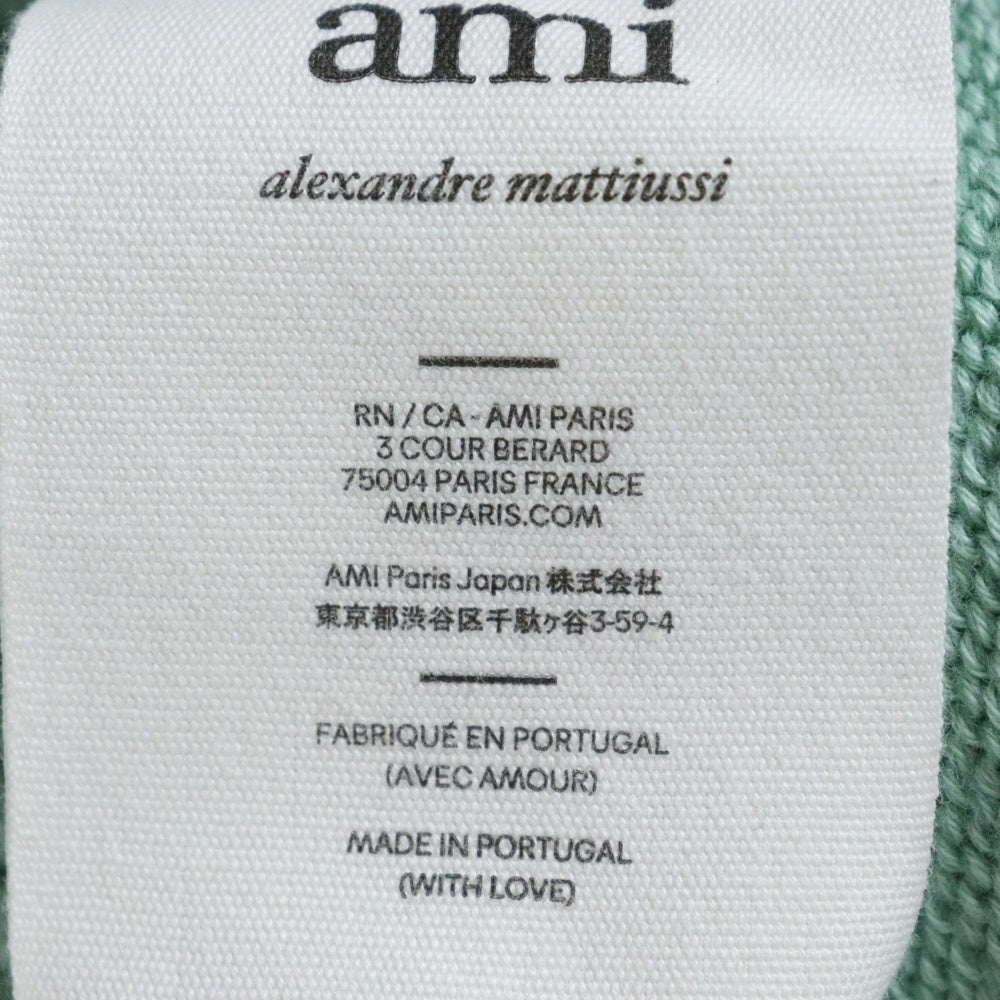 ami
alexandre mattiussi
RN / CA - AMI PARIS
3 COUR BERARD
75004 PARIS FRANCE
AMIPARIS.COM
AMI Paris Japan 株式会社
東京都渋谷区千駄ヶ谷3-59-4
FABRIQUÉ EN PORTUGAL
(AVEC AMOUR)
MADE IN PORTUGAL
(WITH LOVE)